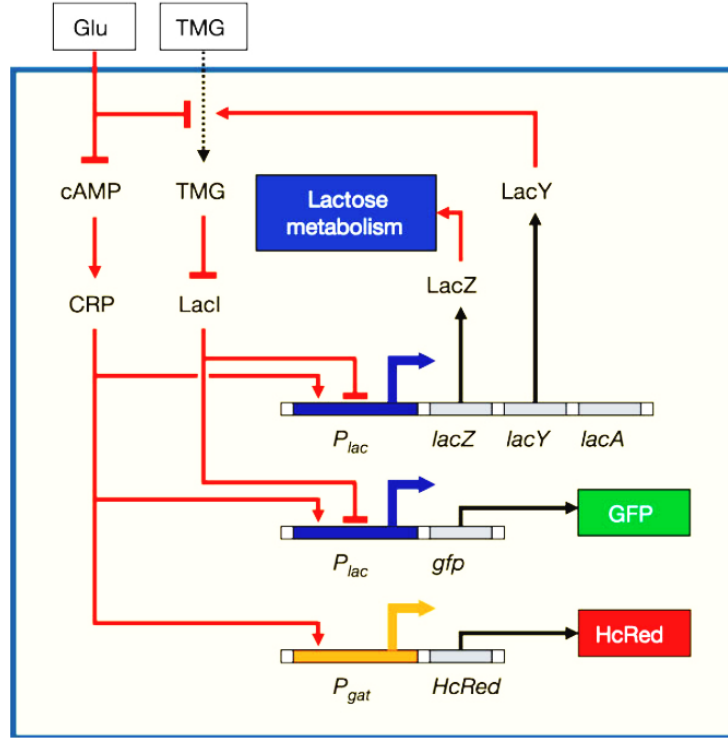 Glu
TMG
cAMP
TMG
Lactose
metabolism
LacY
CRP
LacI
LacZ
Plac
lacZ
lacY
lacA
Plac
gfp
GFP
Pgat
HcRed
HcRed